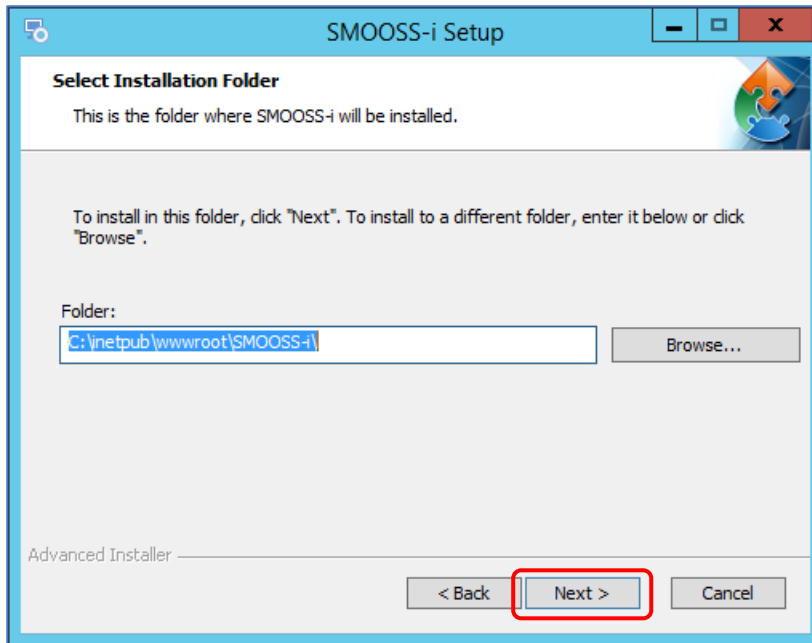 SMOOSS-i Setup
Select Installation Folder
This is the folder where SMOOSS-i will be installed.
To install in this folder, click "Next". To install to a different folder, enter it below or click
"Browse".
Folder:
C:\inetpub\wwwroot\SMOOSS-i\
Browse...
Advanced Installer
< Back
Next >
Cancel